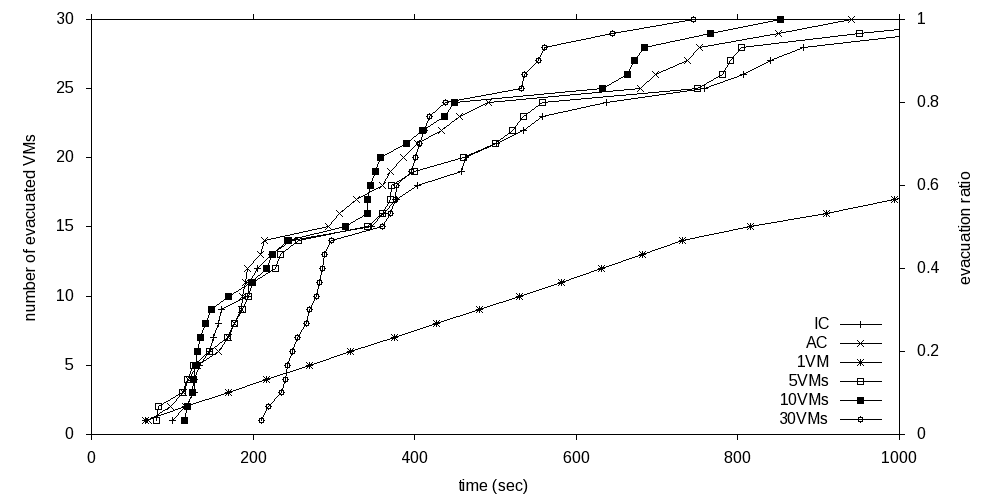 number of evacuated VMs
30
25
20
15
10
5
0
1
0.8
0.6
0.4
0.2
0
evacuation ratio
IC
AC
1VM
5VMs
10VMs
30VMs
0 200 400 600 800 1000
time (sec)